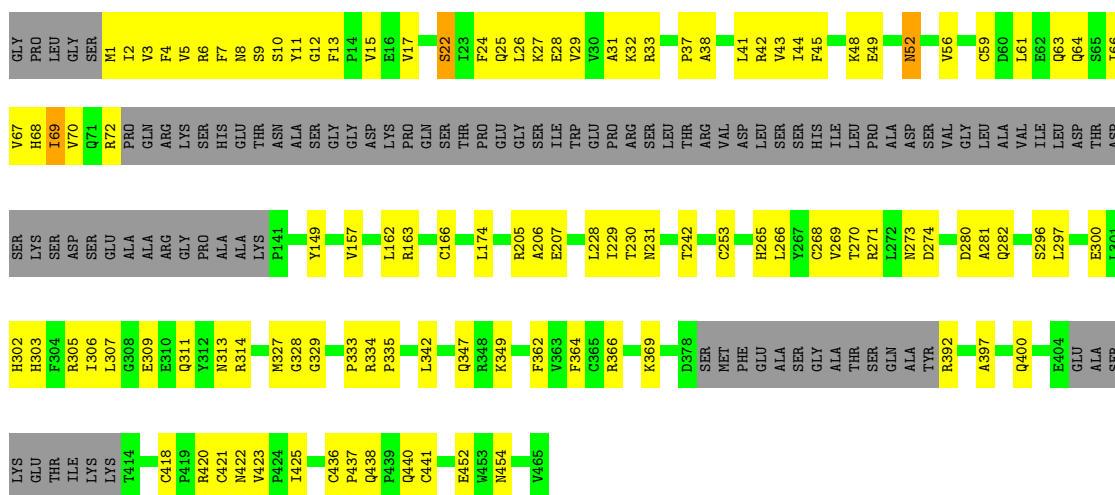 GLY PRO LEU GLY SER M1 I2 V3 F4 V5 R6 F7 N8 S9 S10 Y11 G12 F13 P14 V15 E16 V17 S22 I23 F24 Q25 L26 K27 E28 V29 V30 A31 K32 R33 P37 A38 L41 R42 V43 I44 F45 K48 E49 N52 V56 C59 D60 L61 E62 Q63 Q64 S65 I66
V67 H68 I69 V70 Q71 R72 PRO GLN ARG LYS SER HIS GLU THR ASN ALA SER GLY GLY ASP LYS PRO GLN SER THR PRO GLU GLY SER ILE TRP GLU PRO ARG SER LEU THR ARG VAL ASP LEU SER SER HIS ILE LEU PRO ALA ASP SER VAL GLY LEU ALA VAL ILE LEU ASP THR ASP
SER LYS SER ASP SER GLU ALA ALA ARG GLY PRO ALA ALA LYS P141 Y149 V157 L162 R163 C166 L174 R205 A206 E207 L228 I229 T230 N231 T242 C253 H265 L266 Y267 C268 V269 T270 R271 L272 N273 D274 D280 A281 Q282 S296 L297 E300 L301
H302 H303 F304 R305 I306 L307 G308 E309 E310 Q311 Y312 N313 R314 M327 G328 G329 P333 R334 P335 L342 Q347 R348 K349 F362 V363 F364 C365 R366 K369 D378 SER MET PHE GLU ALA SER GLY ALA THR SER GLN ALA TYR R392 A397 Q400 E404 GLU ALA SER
LYS GLU THR ILE LYS LYS T414 C418 P419 R420 C421 N422 V423 P424 I425 C436 P437 Q438 P439 Q440 C441 E452 W453 N454 V465